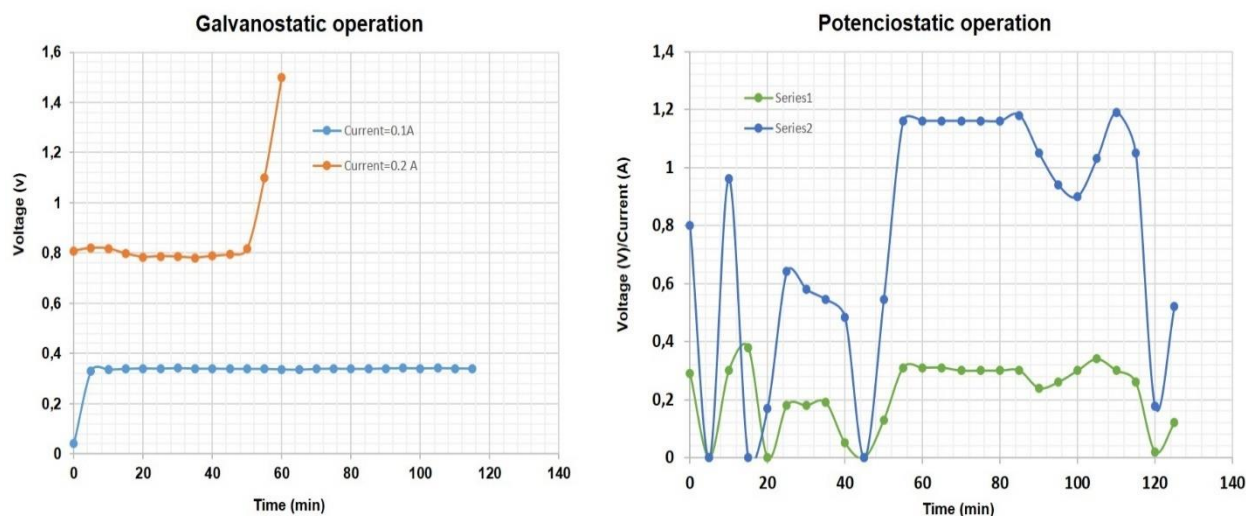 Galvanostatic operation
Voltage (v)
1,6
1,4
1,2
1
0,8
0,6
0,4
0,2
0
Current=0.1A
Current=0.2 A
0 20 40 60 80 100 120 140
Time (min)
Potenciostatic operation
Voltage (V)/Current (A)
1,4
1,2
1
0,8
0,6
0,4
0,2
0
Series1
Series2
0 20 40 60 80 100 120 140
Time (min)